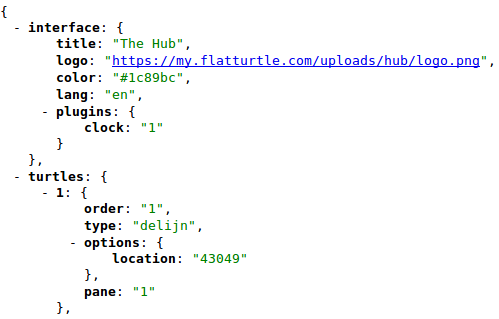 {
- interface: {
title: "The Hub",
logo: "https://my.flatturtle.com/uploads/hub/logo.png",
color: "#1c89bc",
lang: "en",
- plugins: {
clock: "1"
}
},
- turtles: {
- 1: {
order: "1",
type: "delijn",
- options: {
location: "43049"
},
pane: "1"
},